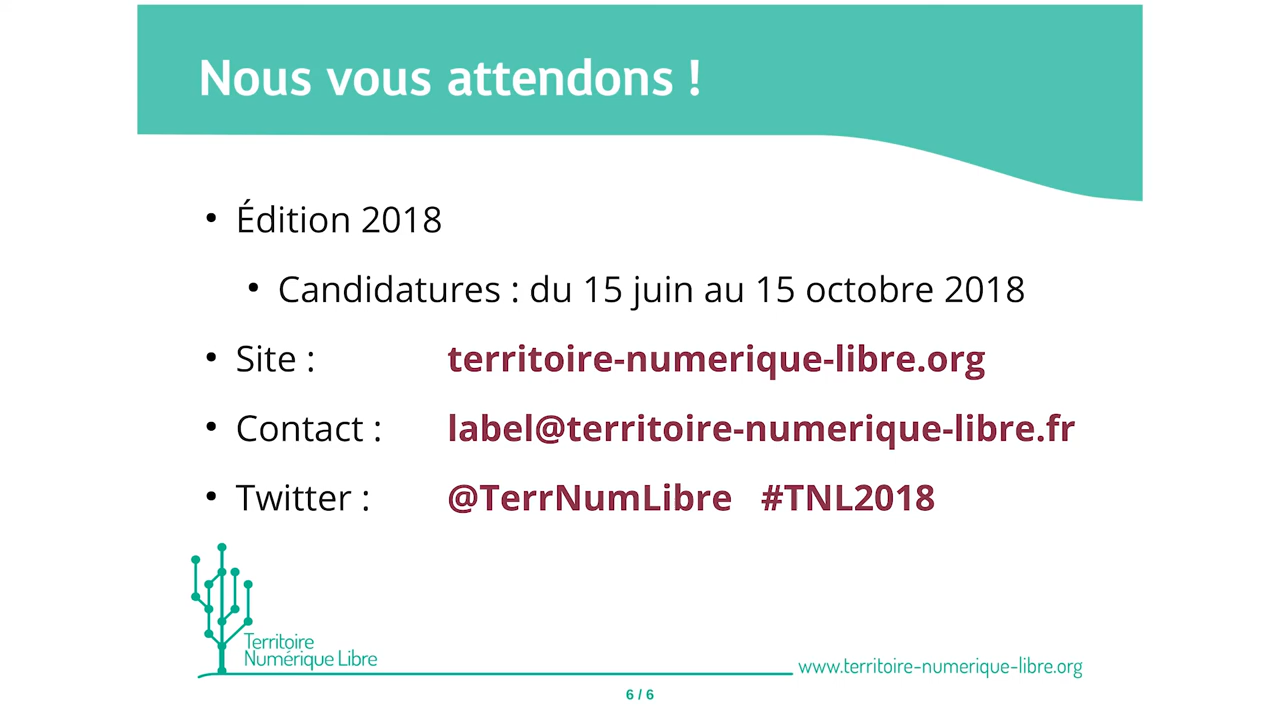 Nous vous attendons !
• Édition 2018
• Candidatures : du 15 juin au 15 octobre 2018
• Site : territoire-numerique-libre.org
• Contact : label@territoire-numerique-libre.fr
• Twitter : @TerrNumLibre #TNL2018
Territoire
Numérique Libre
www.territoire-numerique-libre.org
6 / 6